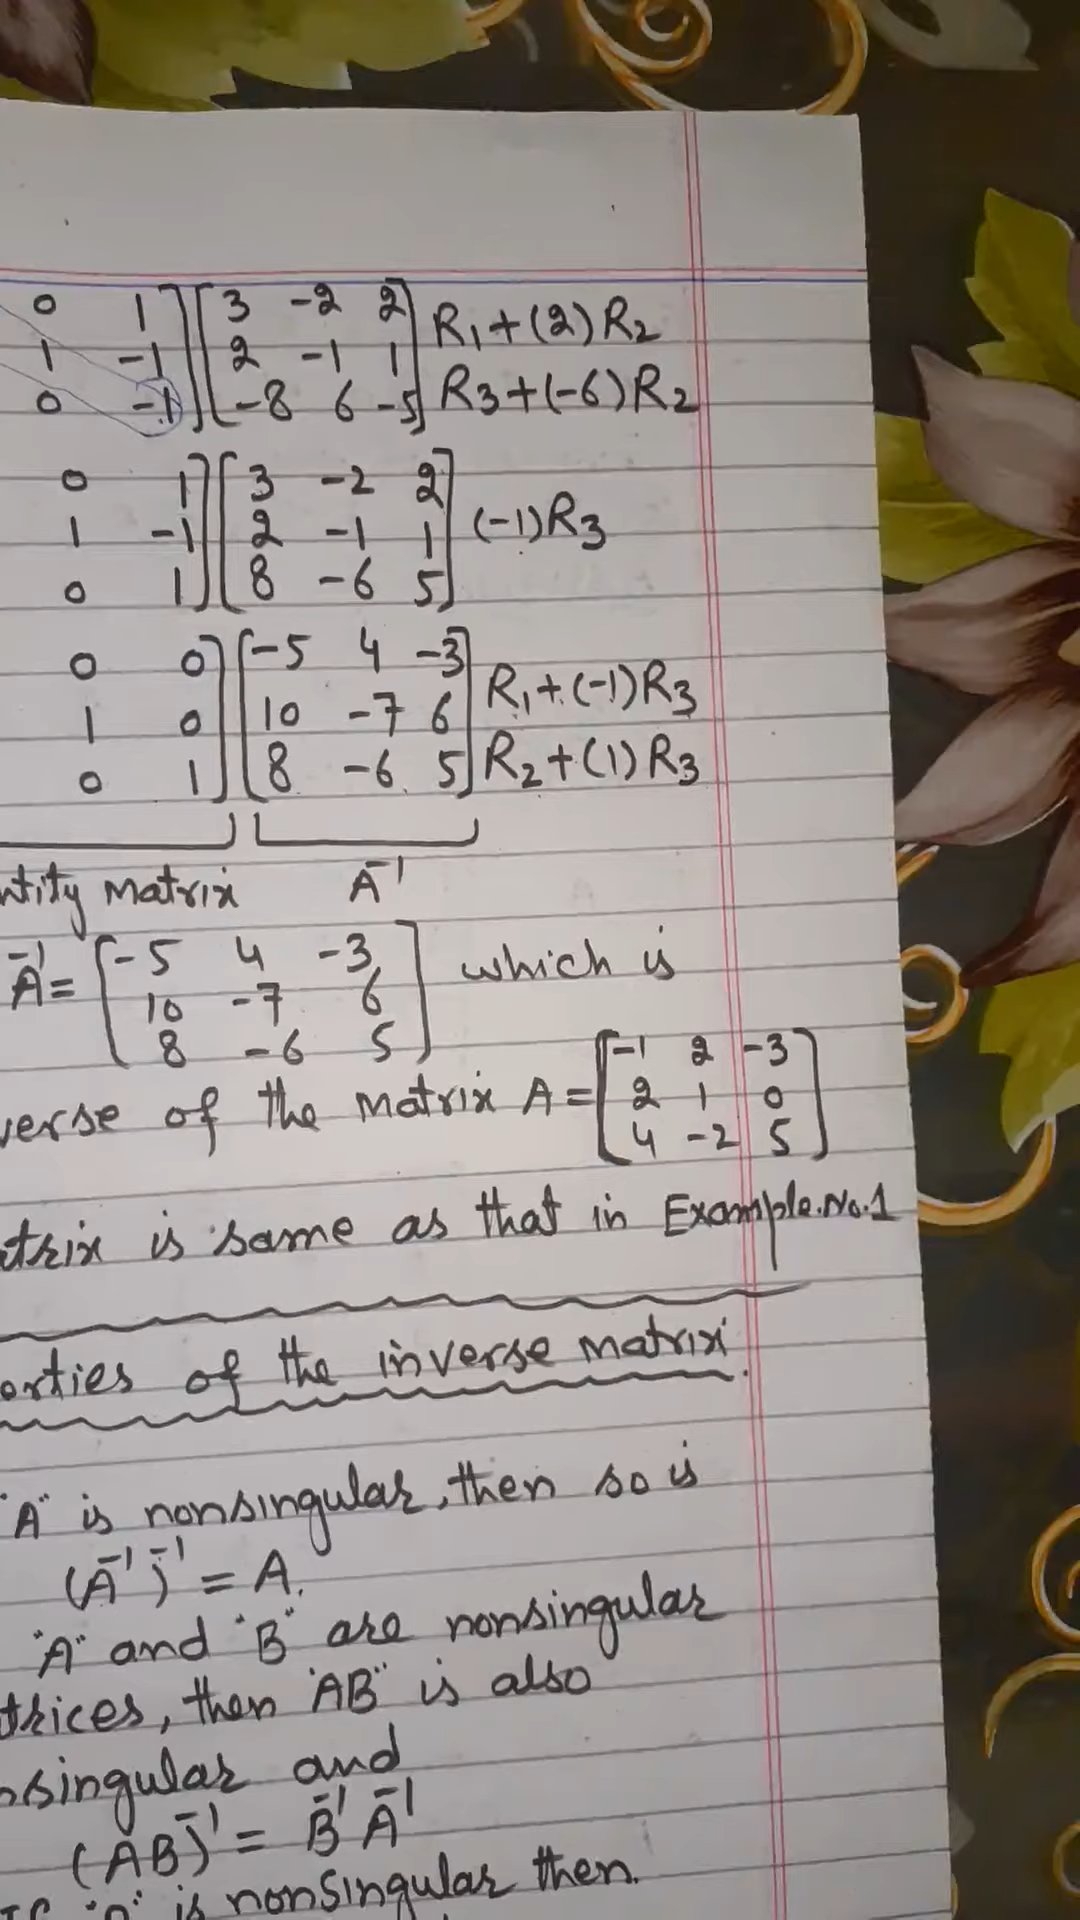 0 1 ] [ 3 -2 2 ] R₁+(2)R₂
1 -1 2 -1 1
0 -1 -8 6 -5 R₃+(-6)R₂
0 1 ] [ 3 -2 2 ]
1 -1 2 -1 1 (-1)R₃
0 1 8 -6 5
0 0 ] [ -5 4 -3 ]
1 0 10 -7 6 R₁+(-1)R₃
0 1 8 -6 5 R₂+(1)R₃
ntity matrix A⁻¹
A⁻¹= [ -5 4 -3 ] which is
10 -7 6
8 -6 5
verse of the matrix A= [ -1 2 -3 ]
2 1 0
4 -2 5
atrix is same as that in Example.No.1
erties of the inverse matrix.
"A" is nonsingular, then so is
(A⁻¹)⁻¹ = A.
"A" and "B" are nonsingular
trices, then "AB" is also
nsingular and
(AB)⁻¹ = B⁻¹ A⁻¹
is nonsingular then.